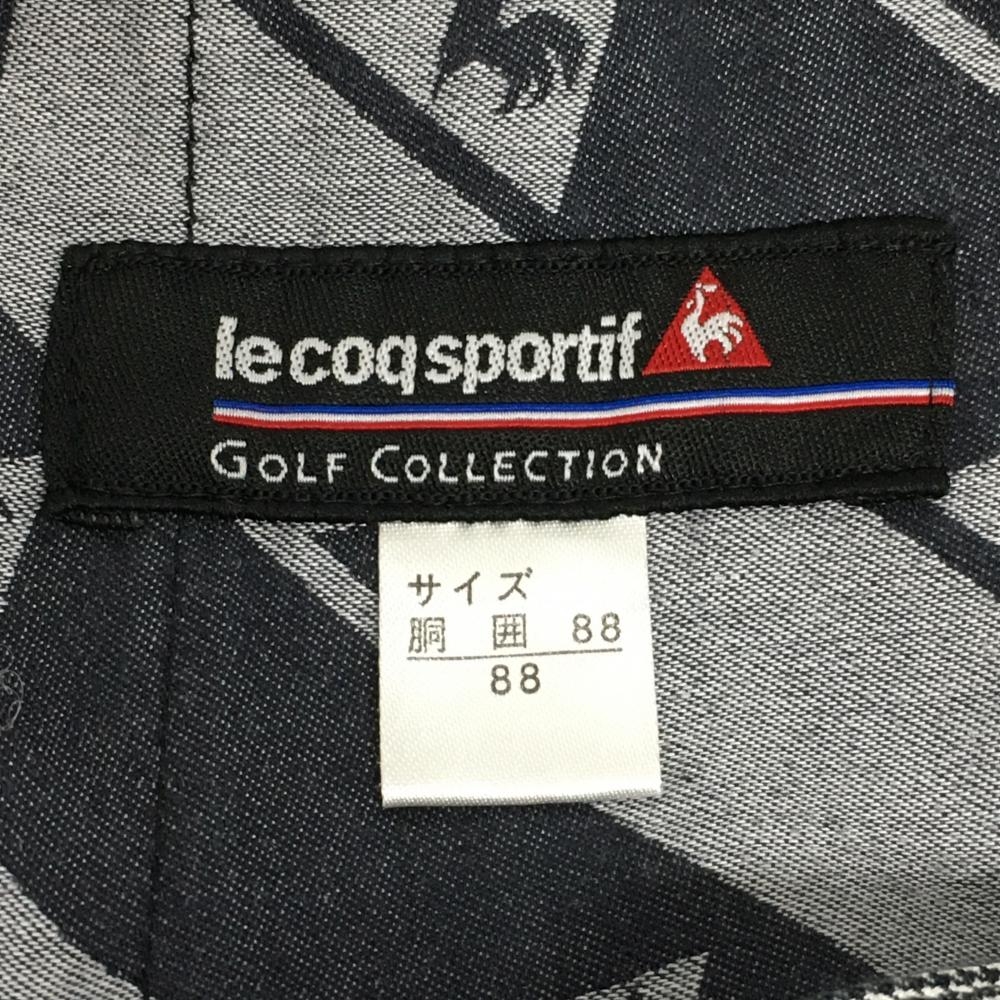 le coq sportif
GOLF COLLECTION
サイズ
胴 囲 88
88